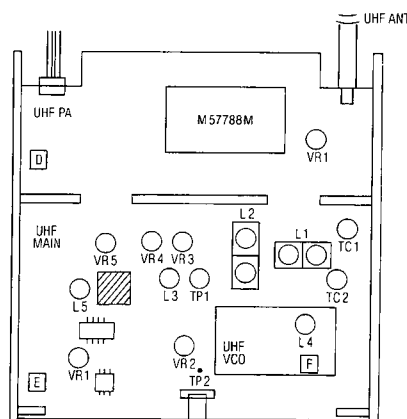 UHF ANT
UHF PA
M57788M
VR1
D
UHF
MAIN
L2
L1
TC1
VR5
VR4
VR3
L3
TP1
TC2
L5
UHF
VCO
L4
VR1
VR2
F
E
TP2